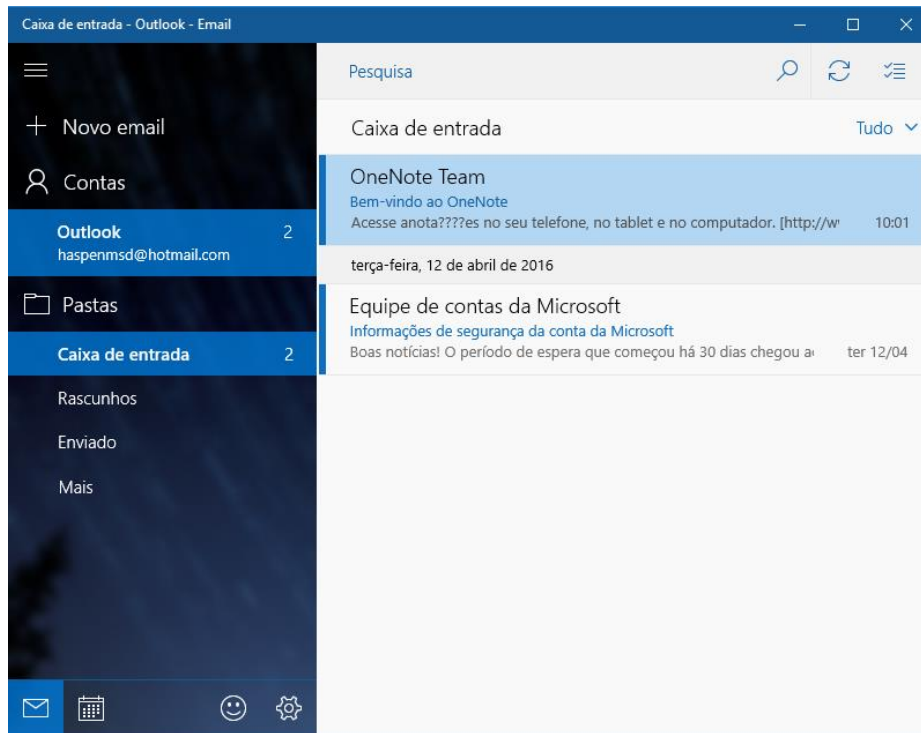 Caixa de entrada - Outlook - Email
Novo email
Contas
Outlook 2
haspenmsd@hotmail.com
Pastas
Caixa de entrada 2
Rascunhos
Enviado
Mais
Pesquisa
Caixa de entrada Tudo
OneNote Team
Bem-vindo ao OneNote
Acesse anota????es no seu telefone, no tablet e no computador. [http://w 10:01
terça-feira, 12 de abril de 2016
Equipe de contas da Microsoft
Informações de segurança da conta da Microsoft
Boas notícias! O período de espera que começou há 30 dias chegou a ter 12/04